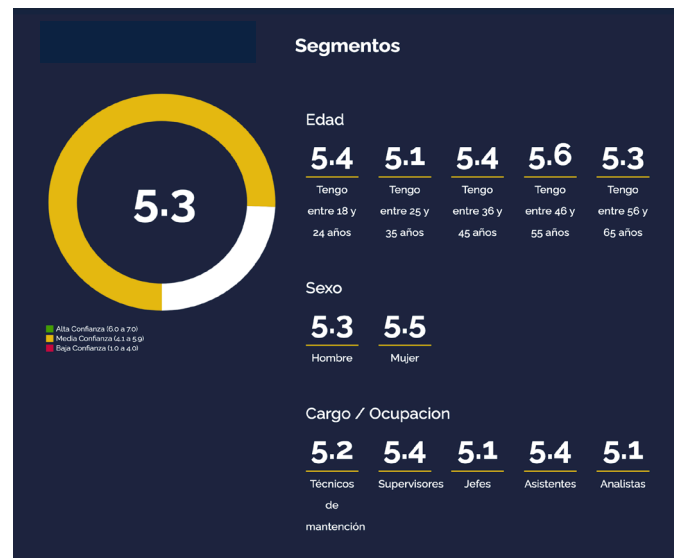 Segmentos
5.3
Alta Confianza (6.0 a 7.0)
Media Confianza (4.1 a 5.9)
Baja Confianza (1.0 a 4.0)
Edad
5.4 5.1 5.4 5.6 5.3
Tengo Tengo Tengo Tengo Tengo
entre 18 y entre 25 y entre 36 y entre 46 y entre 56 y
24 años 35 años 45 años 55 años 65 años
Sexo
5.3 5.5
Hombre Mujer
Cargo / Ocupacion
5.2 5.4 5.1 5.4 5.1
Técnicos Supervisores Jefes Asistentes Analistas
de
mantención